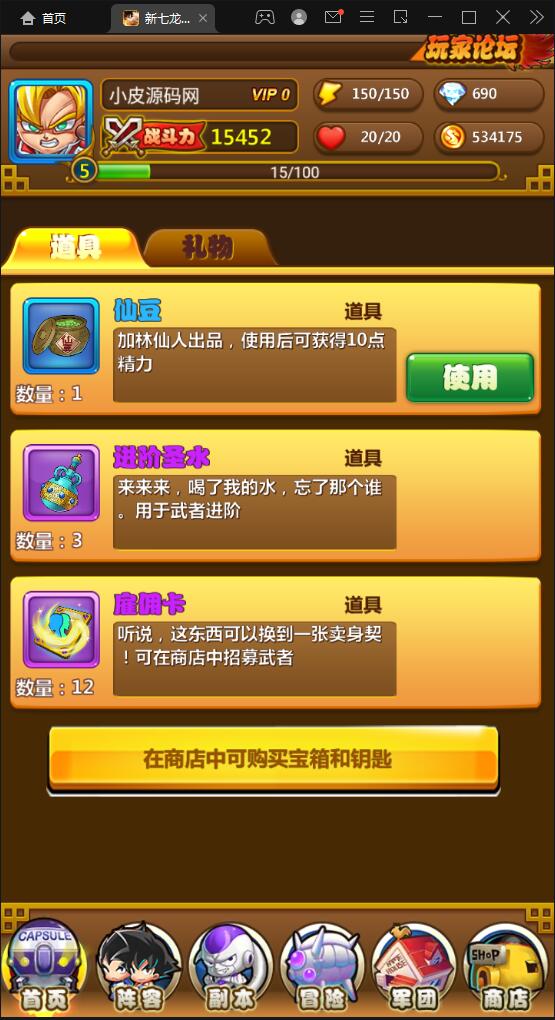 首页
新七龙...
玩家论坛
小皮源码网
VIP 0
150/150
690
战斗力
15452
20/20
534175
5
15/100
道具
礼物
仙豆
道具
加林仙人出品，使用后可获得10点
精力
使用
数量：1
进阶圣水
道具
来来来，喝了我的水，忘了那个谁
。用于武者进阶
数量：3
雇佣卡
道具
听说，这东西可以换到一张卖身契
！可在商店中招募武者
数量：12
在商店中可购买宝箱和钥匙
CAPSULE
SHOP
首页
阵容
副本
冒险
军团
商店